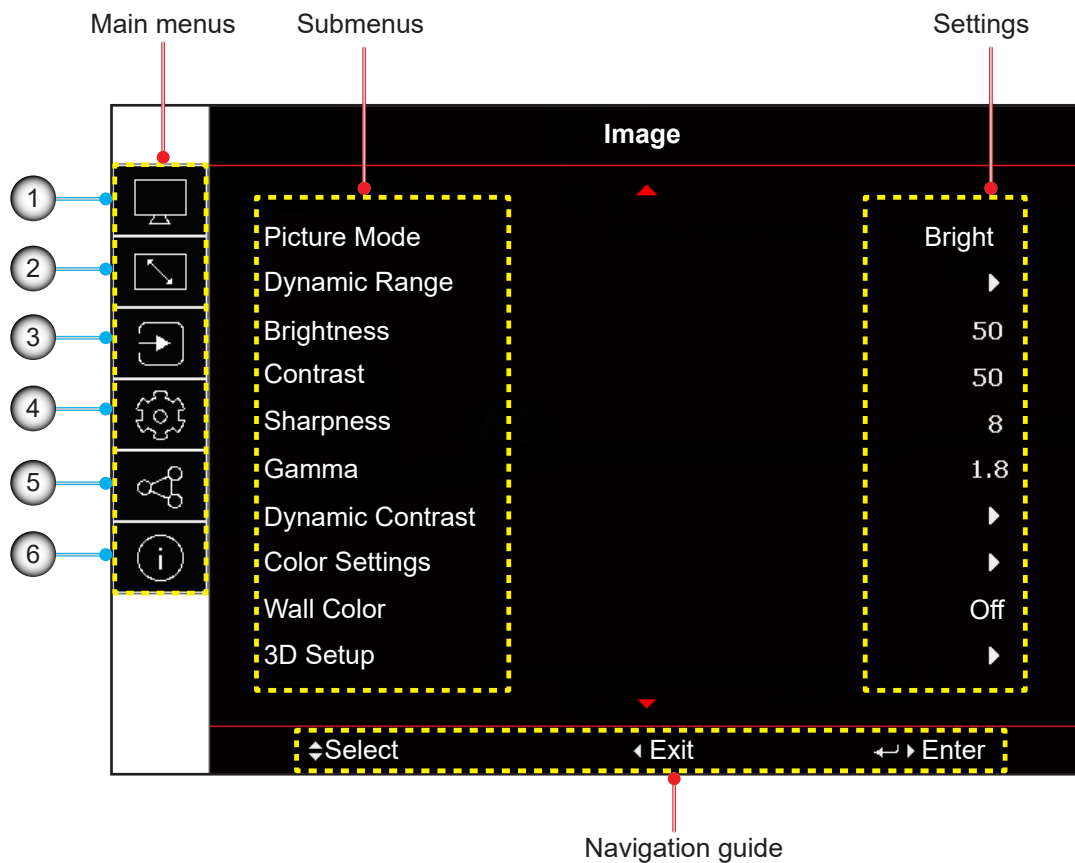 Main menus Submenus Settings
Image
1
2
3
4
5
6
Picture Mode Bright
Dynamic Range
Brightness 50
Contrast 50
Sharpness 8
Gamma 1.8
Dynamic Contrast
Color Settings
Wall Color Off
3D Setup
Select Exit Enter
Navigation guide